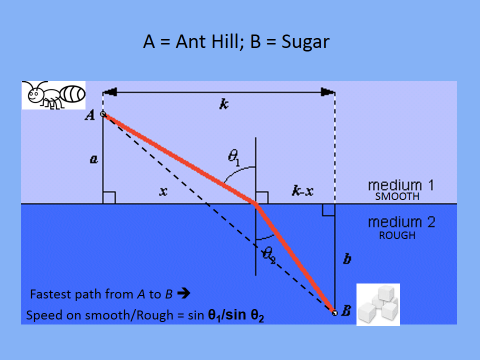 A = Ant Hill; B = Sugar
k
A
a
θ₁
x
k-x
medium 1
SMOOTH
medium 2
ROUGH
θ₂
b
B
Fastest path from A to B ➔
Speed on smooth/Rough = sin θ₁/sin θ₂